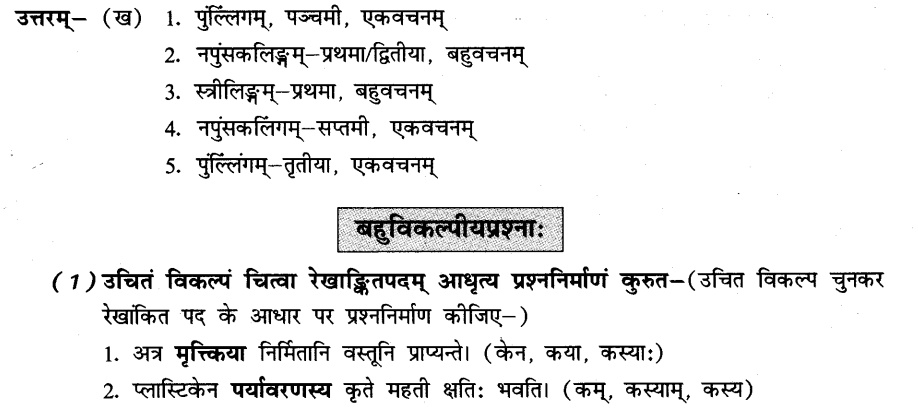 उत्तरम्– (ख) 1. पुंल्लिंगम्, पञ्चमी, एकवचनम्
2. नपुंसकलिङ्गम्–प्रथमा/द्वितीया, बहुवचनम्
3. स्त्रीलिङ्गम्–प्रथमा, बहुवचनम्
4. नपुंसकलिंगम्–सप्तमी, एकवचनम्
5. पुंल्लिंगम्–तृतीया, एकवचनम्
बहुविकल्पीयप्रश्नाः
(1) उचितं विकल्पं चित्वा रेखाङ्कितपदम् आधृत्य प्रश्ननिर्माणं कुरुत–(उचित विकल्प चुनकर
रेखांकित पद के आधार पर प्रश्ननिर्माण कीजिए–)
1. अत्र मृत्त्किया निर्मितानि वस्तूनि प्राप्यन्ते। (केन, कया, कस्याः)
2. प्लास्टिकेन पर्यावरणस्य कृते महती क्षतिः भवति। (कम्, कस्याम्, कस्य)